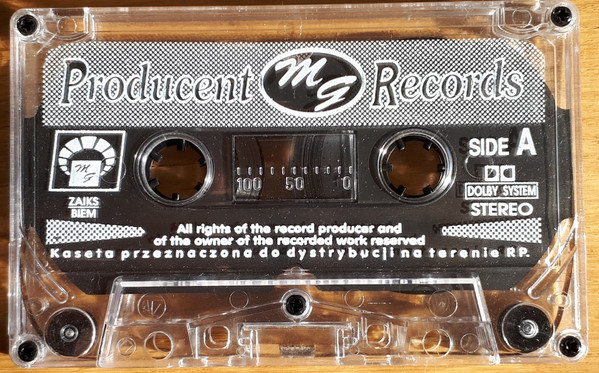 Producent MG Records
SIDE A
MG
100 50 0
DOLBY SYSTEM
ZAIKS
BIEM
STEREO
All rights of the record producer and
of the owner of the recorded work reserved
Kaseta przeznaczona do dystrybucji na terenie RP.